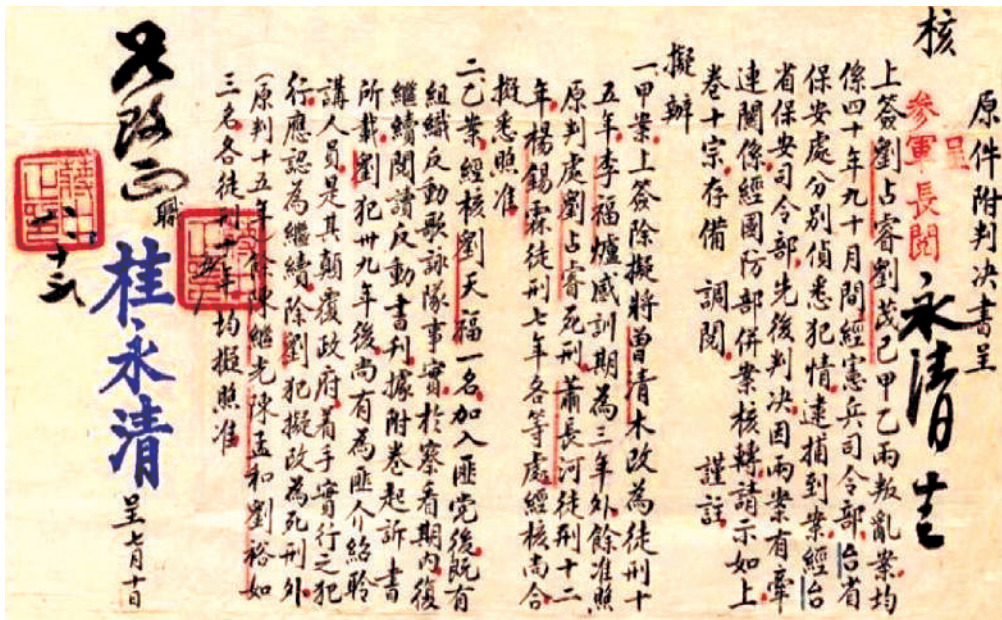 原件附判决書呈
核
呈
參軍長閱 永清
上簽劉占睿劉茂己甲乙兩叛亂案均
係四十年九十月間經憲兵司令部台省
保安處分別偵悉犯情逮捕到案經台
省保安司令部先後判决因兩案有牽
連關係經國防部併案核轉請示如上
卷十宗存備 調閱 謹註
擬辦
一甲案上簽除擬將曾清木改為徒刑十
五年李福爐感訓期為三年外餘准照
原判處劉占睿死刑蕭長河徒刑十二
年楊錫霖徒刑七年各等處經核尚合
擬悉照准
二乙案經核劉天福一名加入匪党後既有
組織反動歌詠隊事實於察看期內復
繼續閱讀反動書刊據附卷起訴書
所載劉犯卅九年後尚有為匪介紹聆
講人員是其顛覆政府着手實行之犯
行應認為繼續除劉犯擬改為死刑外
(原判十五年)餘陳繼光陳孟和劉裕如
三名各徒刑 年均擬照准
職桂永清 呈七月十日
改正